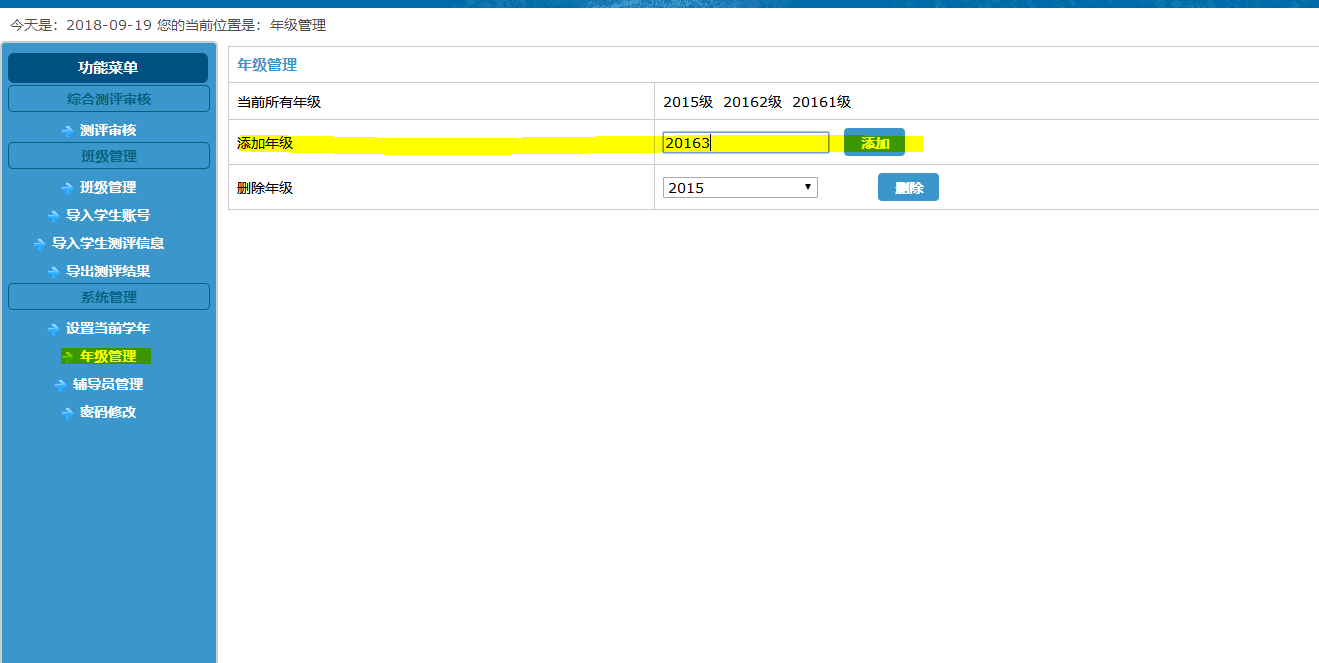 今天是：2018-09-19 您的当前位置是：年级管理
功能菜单
综合测评审核
测评审核
班级管理
班级管理
导入学生账号
导入学生测评信息
导出测评结果
系统管理
设置当前学年
年级管理
辅导员管理
密码修改
年级管理
当前所有年级 2015级 20162级 20161级
添加年级 20163 添加
删除年级 2015 删除